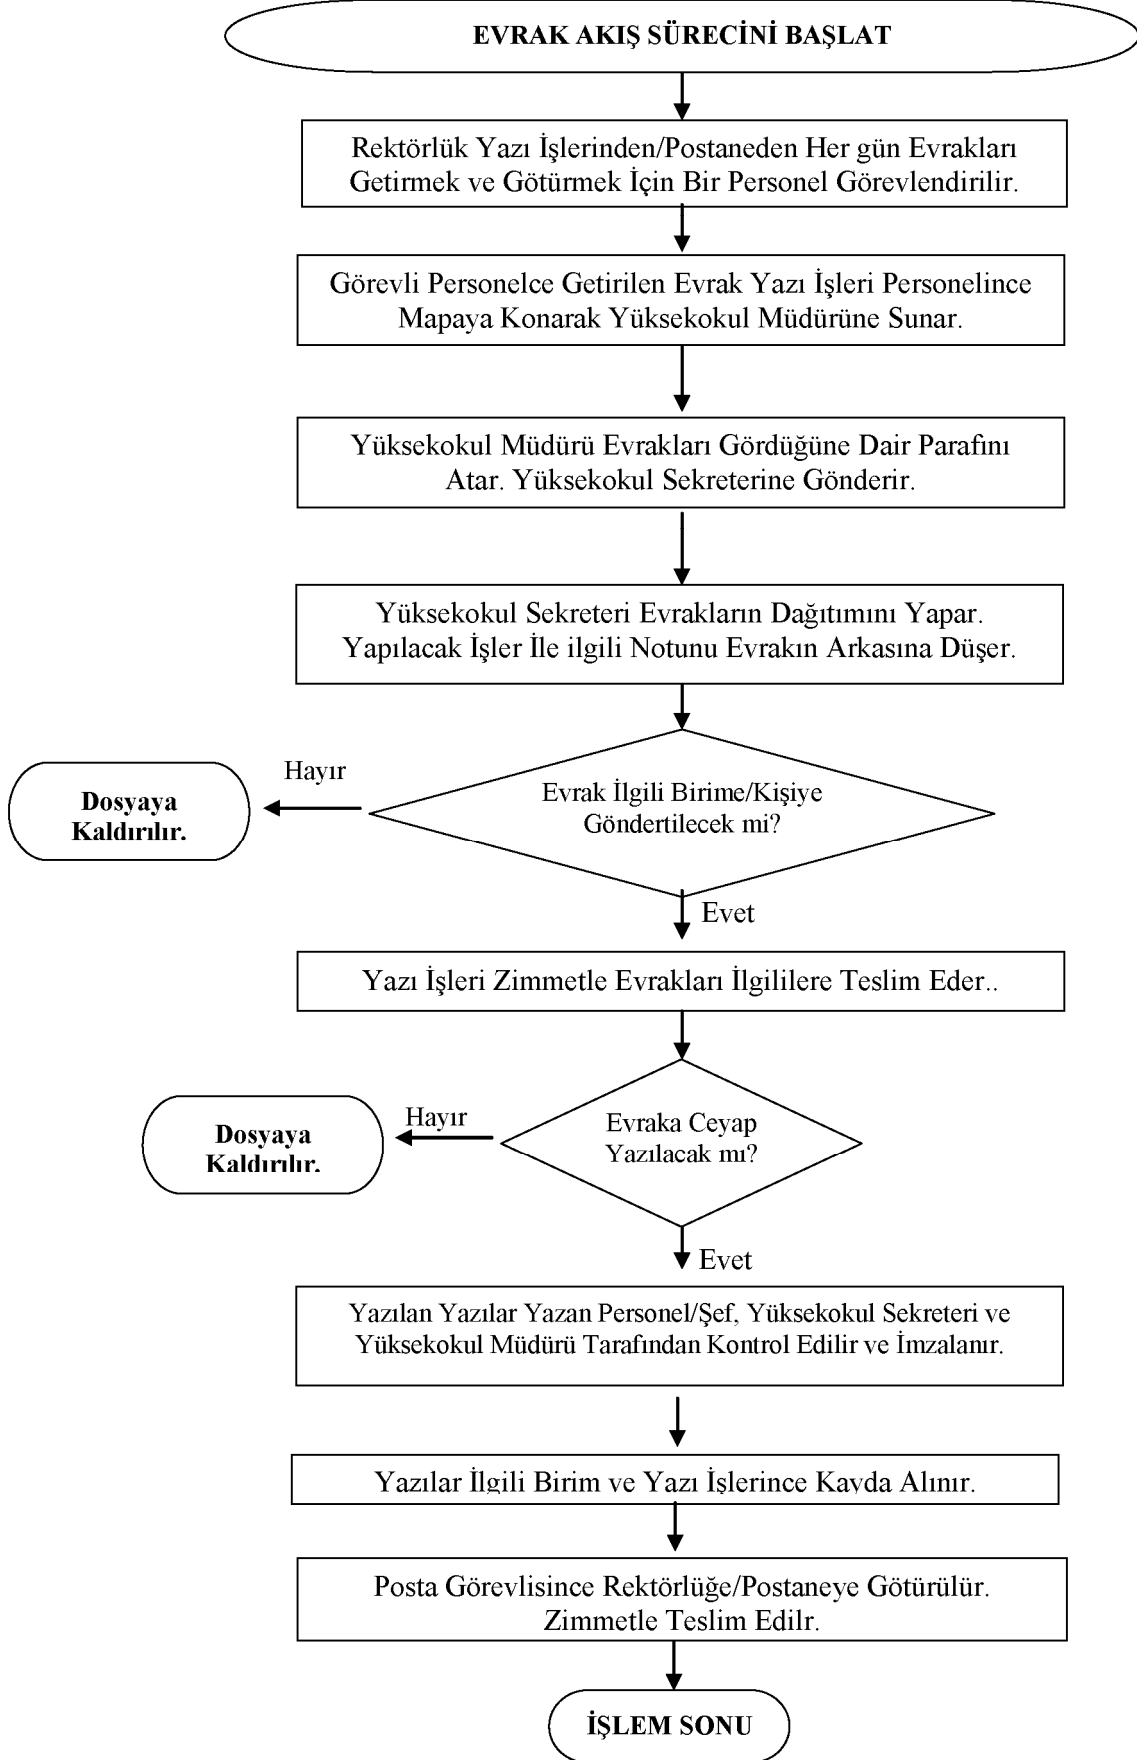 EVRAK AKIŞ SÜRECİNİ BAŞLAT
Rektörlük Yazı İşlerinden/Postaneden Her gün Evrakları
Getirmek ve Götürmek İçin Bir Personel Görevlendirilir.
Görevli Personelce Getirilen Evrak Yazı İşleri Personelince
Mapaya Konarak Yüksekokul Müdürüne Sunar.
Yüksekokul Müdürü Evrakları Gördüğüne Dair Parafını
Atar. Yüksekokul Sekreterine Gönderir.
Yüksekokul Sekreteri Evrakların Dağıtımını Yapar.
Yapılacak İşler İle ilgili Notunu Evrakın Arkasına Düşer.
Evrak İlgili Birime/Kişiye
Göndertilecek mi?
Hayır
Dosyaya
Kaldırılır.
Evet
Yazı İşleri Zimmetle Evrakları İlgililere Teslim Eder..
Evraka Ceyap
Yazılacak mı?
Hayır
Dosyaya
Kaldırılır.
Evet
Yazılan Yazılar Yazan Personel/Şef, Yüksekokul Sekreteri ve
Yüksekokul Müdürü Tarafından Kontrol Edilir ve İmzalanır.
Yazılar İlgili Birim ve Yazı İşlerince Kayda Alınır.
Posta Görevlisince Rektörlüğe/Postaneye Götürülür.
Zimmetle Teslim Edilr.
İŞLEM SONU